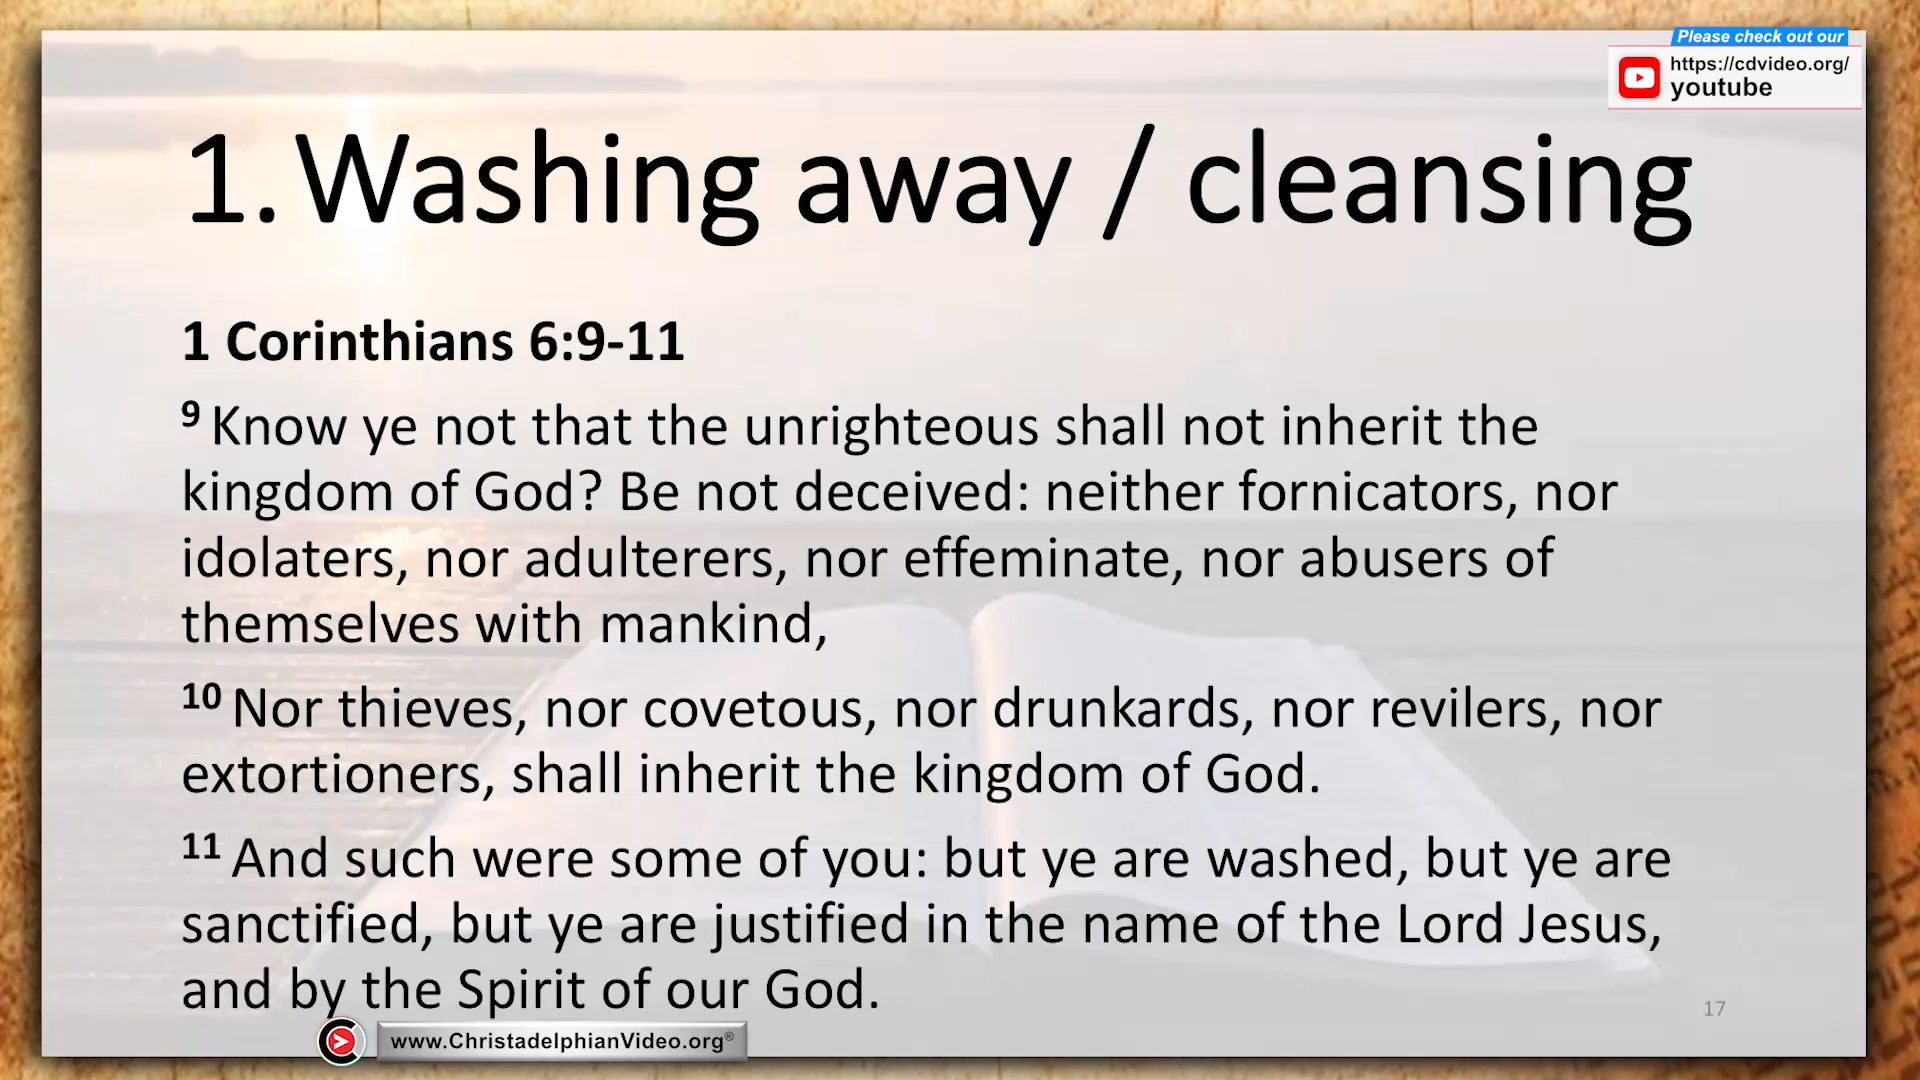 Please check out our
https://cdvideo.org/
youtube
1. Washing away / cleansing
1 Corinthians 6:9-11
9 Know ye not that the unrighteous shall not inherit the
kingdom of God? Be not deceived: neither fornicators, nor
idolaters, nor adulterers, nor effeminate, nor abusers of
themselves with mankind,
10 Nor thieves, nor covetous, nor drunkards, nor revilers, nor
extortioners, shall inherit the kingdom of God.
11 And such were some of you: but ye are washed, but ye are
sanctified, but ye are justified in the name of the Lord Jesus,
and by the Spirit of our God.
17
www.ChristadelphianVideo.org®